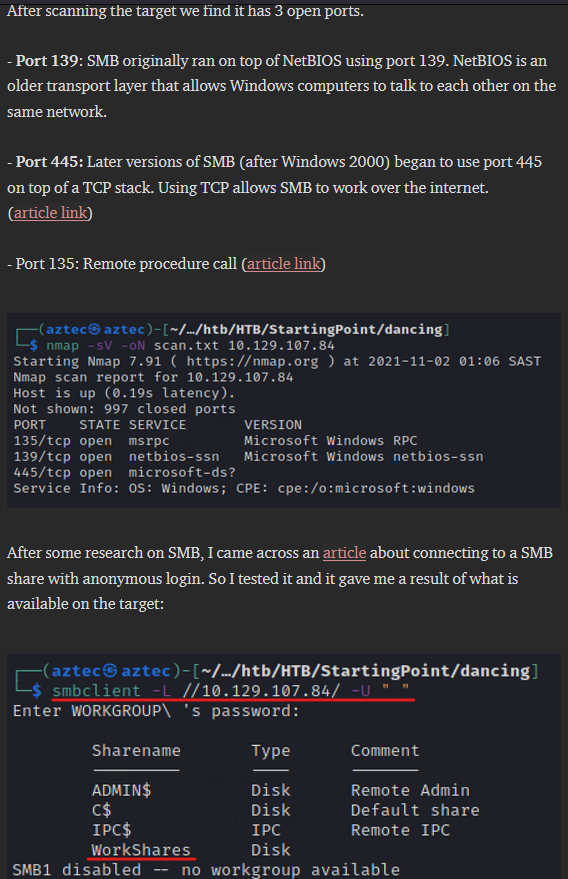 After scanning the target we find it has 3 open ports.
- Port 139: SMB originally ran on top of NetBIOS using port 139. NetBIOS is an
older transport layer that allows Windows computers to talk to each other on the
same network.
- Port 445: Later versions of SMB (after Windows 2000) began to use port 445
on top of a TCP stack. Using TCP allows SMB to work over the internet.
(article link)
- Port 135: Remote procedure call (article link)
┌──(aztec㉿aztec)-[~/…/htb/HTB/StartingPoint/dancing]
└─$ nmap -sV -oN scan.txt 10.129.107.84
Starting Nmap 7.91 ( https://nmap.org ) at 2021-11-02 01:06 SAST
Nmap scan report for 10.129.107.84
Host is up (0.19s latency).
Not shown: 997 closed ports
PORT    STATE SERVICE       VERSION
135/tcp open  msrpc         Microsoft Windows RPC
139/tcp open  netbios-ssn   Microsoft Windows netbios-ssn
445/tcp open  microsoft-ds?
Service Info: OS: Windows; CPE: cpe:/o:microsoft:windows
After some research on SMB, I came across an article about connecting to a SMB
share with anonymous login. So I tested it and it gave me a result of what is
available on the target:
┌──(aztec㉿aztec)-[~/…/htb/HTB/StartingPoint/dancing]
└─$ smbclient -L //10.129.107.84/ -U " "
Enter WORKGROUP\ 's password:
Sharename       Type      Comment
ADMIN$          Disk      Remote Admin
C$              Disk      Default share
IPC$            IPC       Remote IPC
WorkShares      Disk
SMB1 disabled -- no workgroup available